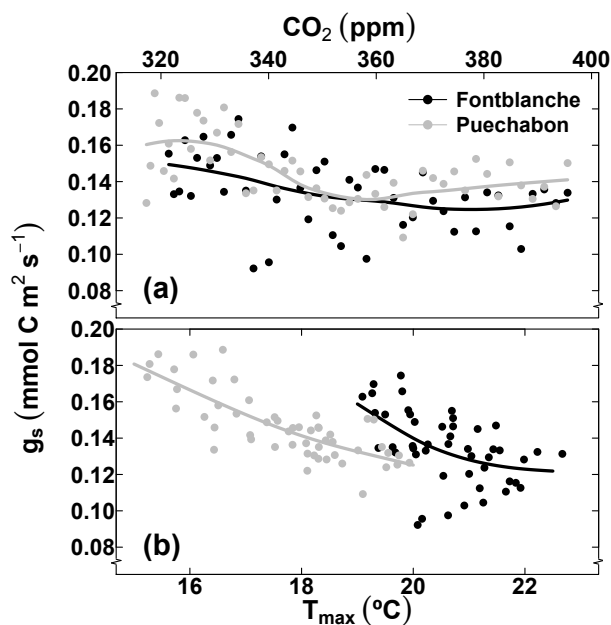 CO₂ (ppm)
320 340 360 380 400
0.20
0.18
0.16
0.14
0.12
0.10
0.08
Fontblanche
Puechabon
(a)
gₛ (mmol C m² s⁻¹)
0.20
0.18
0.16
0.14
0.12
0.10
0.08
(b)
16 18 20 22
Tₘₐₓ (ºC)